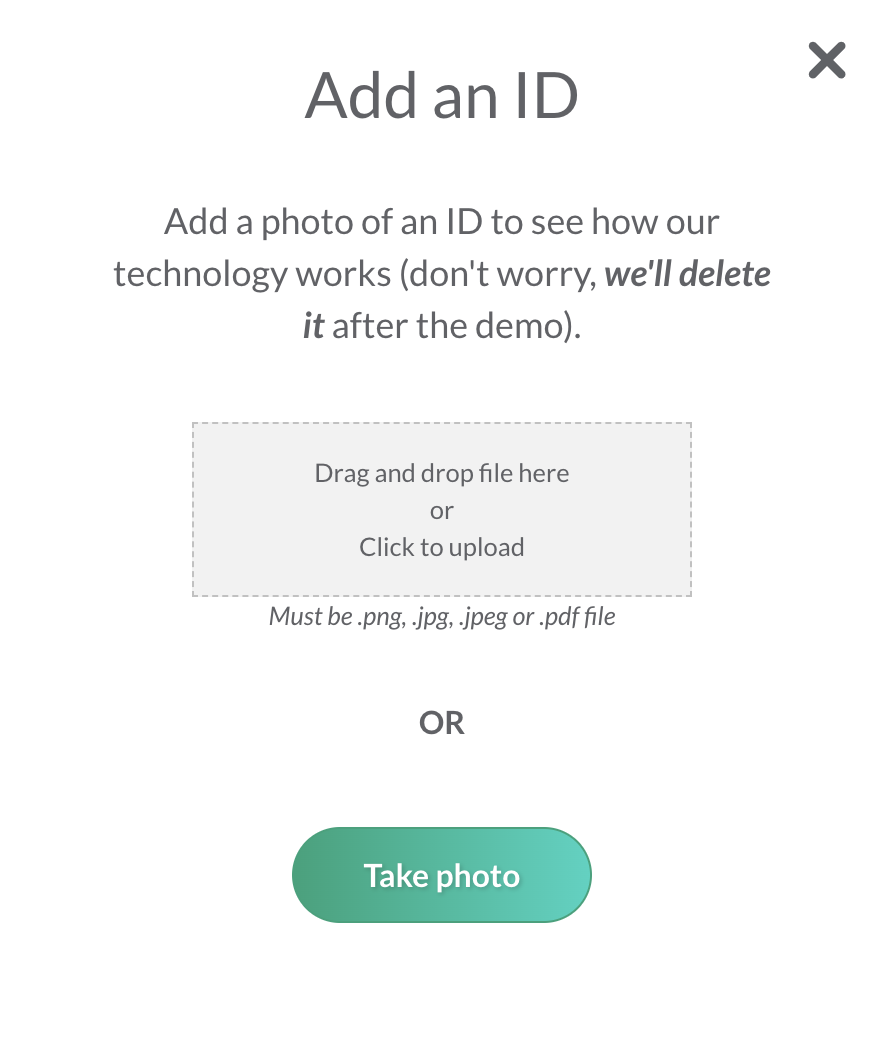 Add an ID
Add a photo of an ID to see how our
technology works (don't worry, we'll delete
it after the demo).
Drag and drop file here
or
Click to upload
Must be .png, .jpg, .jpeg or .pdf file
OR
Take photo